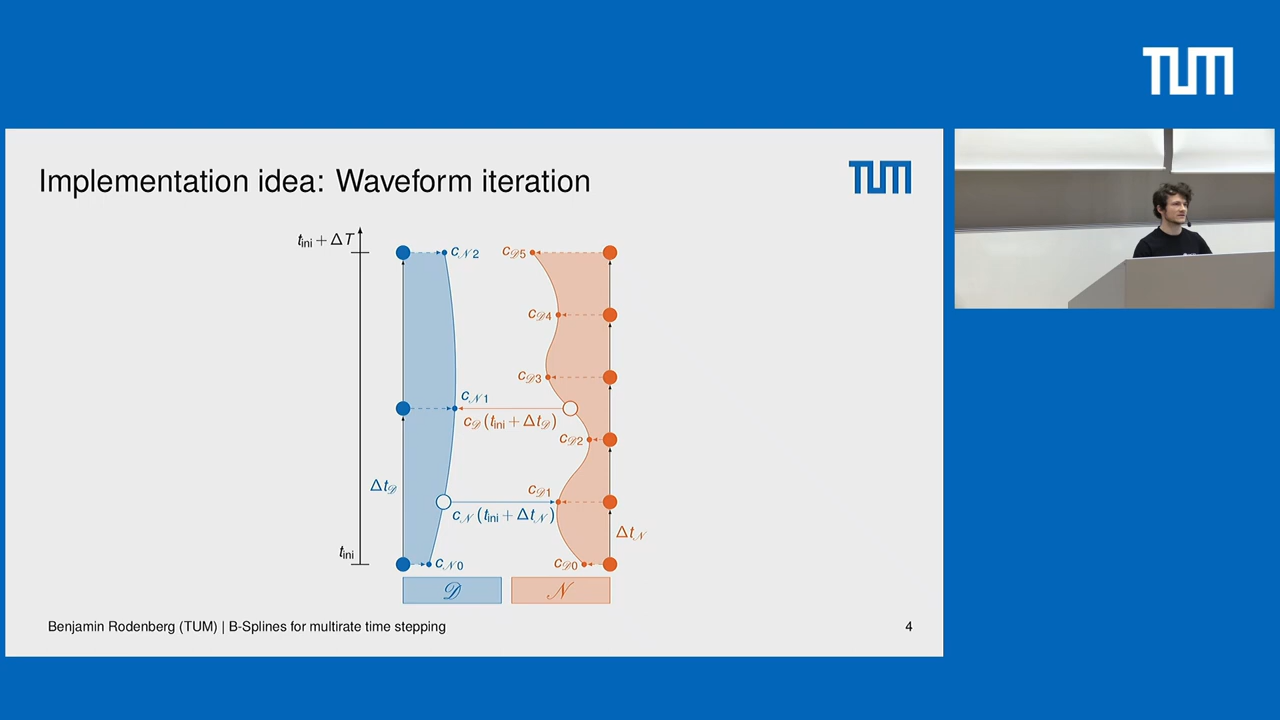 TUM
Implementation idea: Waveform iteration
TUM
t_ini + ΔT
c_𝒩2
c_𝒟5
c_𝒟4
c_𝒟3
c_𝒩1
c_𝒟(t_ini + Δt_𝒟)
c_𝒟2
Δt_𝒟
c_𝒟1
c_𝒩(t_ini + Δt_𝒩)
Δt_𝒩
t_ini
c_𝒩0
c_𝒟0
𝒟
𝒩
Benjamin Rodenberg (TUM) | B-Splines for multirate time stepping
4